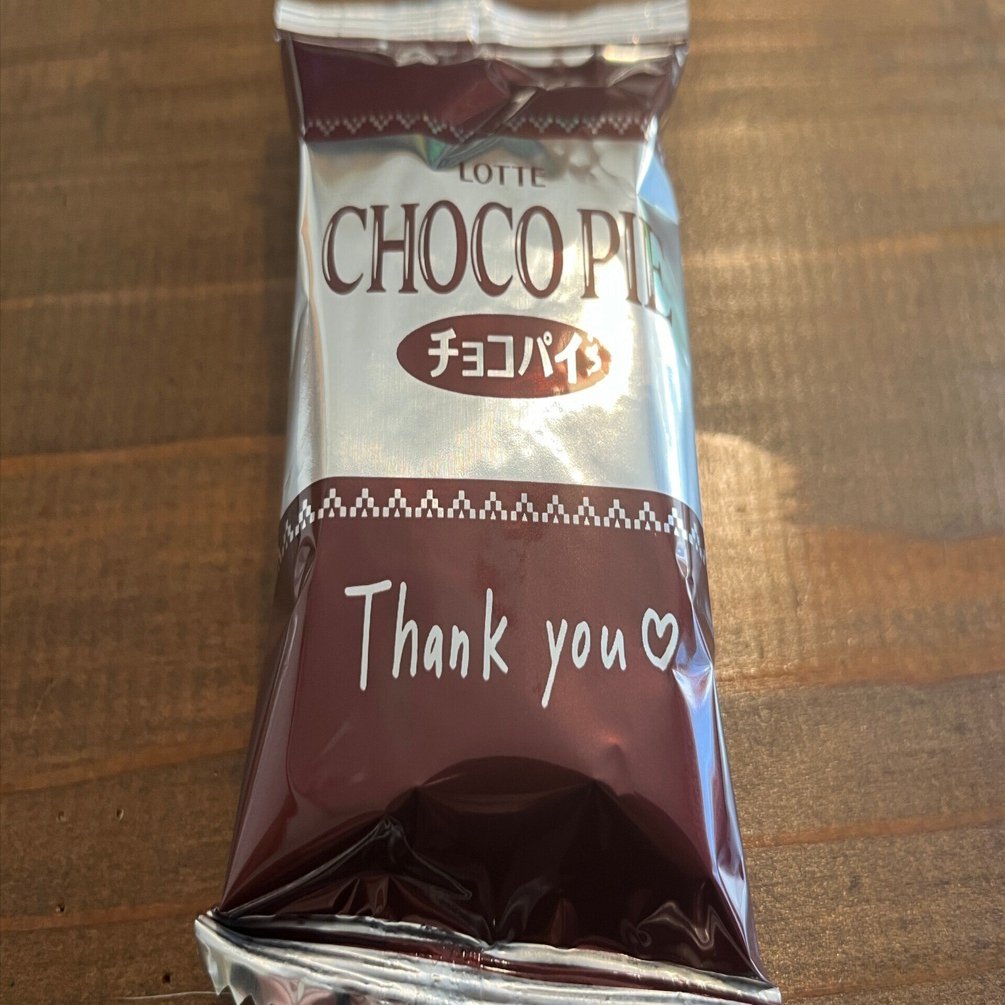 LOTTE
CHOCO PIE
チョコパイ
Thank you♡